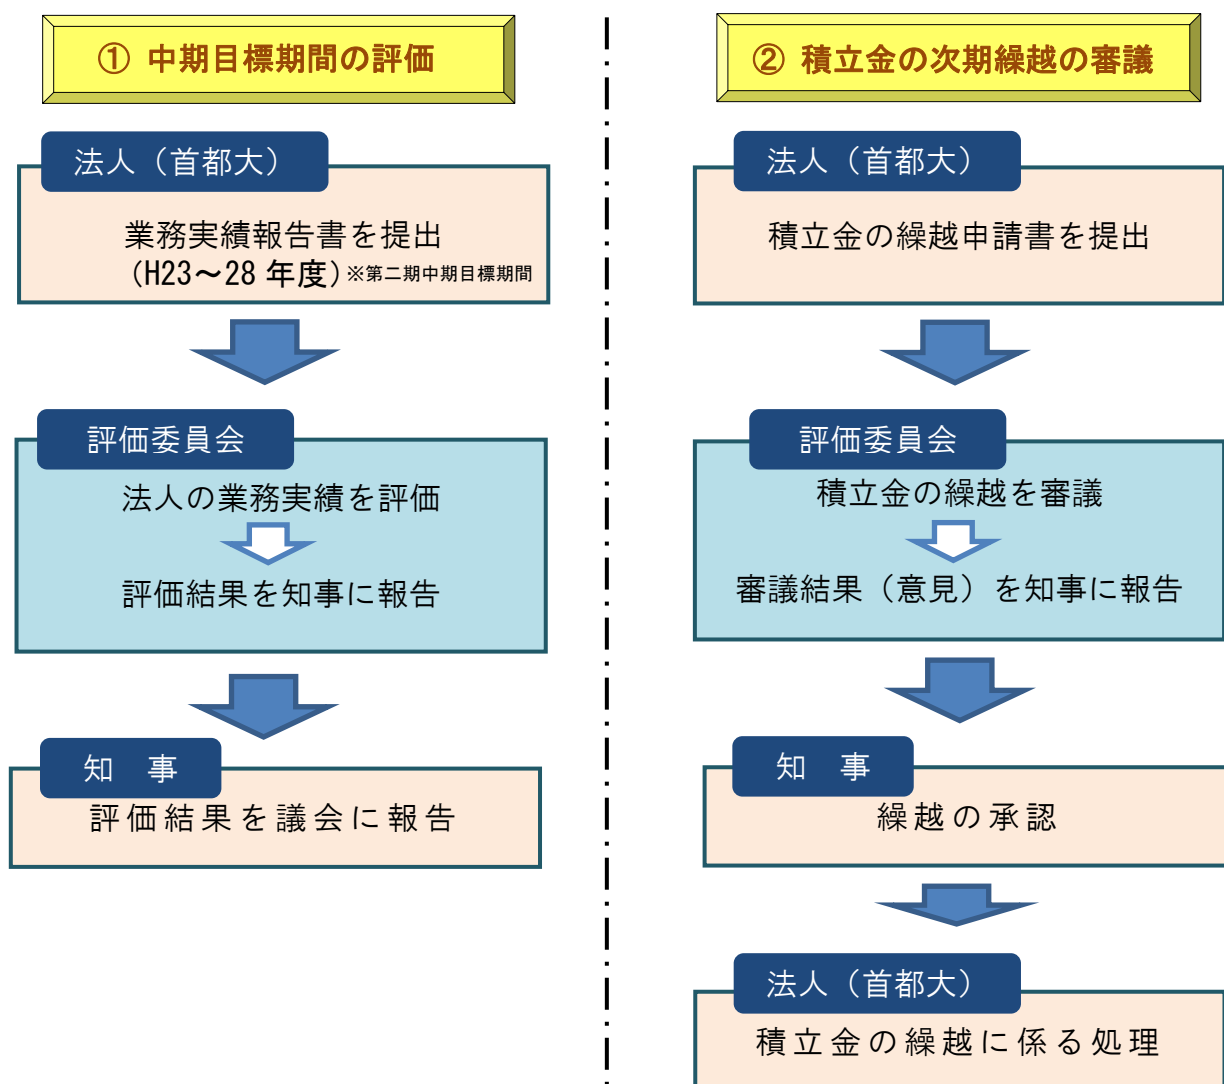 ① 中期目標期間の評価
法人（首都大）
業務実績報告書を提出
（H23～28 年度）※第二期中期目標期間
評価委員会
法人の業務実績を評価
評価結果を知事に報告
知　事
評価結果を議会に報告
② 積立金の次期繰越の審議
法人（首都大）
積立金の繰越申請書を提出
評価委員会
積立金の繰越を審議
審議結果（意見）を知事に報告
知　事
繰越の承認
法人（首都大）
積立金の繰越に係る処理